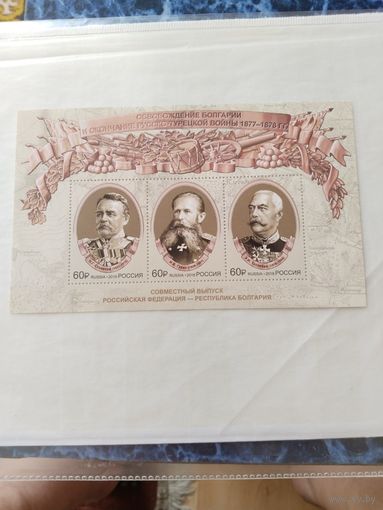 ОСВОБОЖДЕНИЕ БОЛГАРИИ
И ОКОНЧАНИЕ РУССКО-ТУРЕЦКОЙ ВОЙНЫ 1877–1878 ГГ.
60₽ RUSSIA • 2018 РОССИЯ
60₽ RUSSIA • 2018 РОССИЯ
60₽ RUSSIA • 2018 РОССИЯ
СОВМЕСТНЫЙ ВЫПУСК
РОССИЙСКАЯ ФЕДЕРАЦИЯ — РЕСПУБЛИКА БОЛГАРИЯ